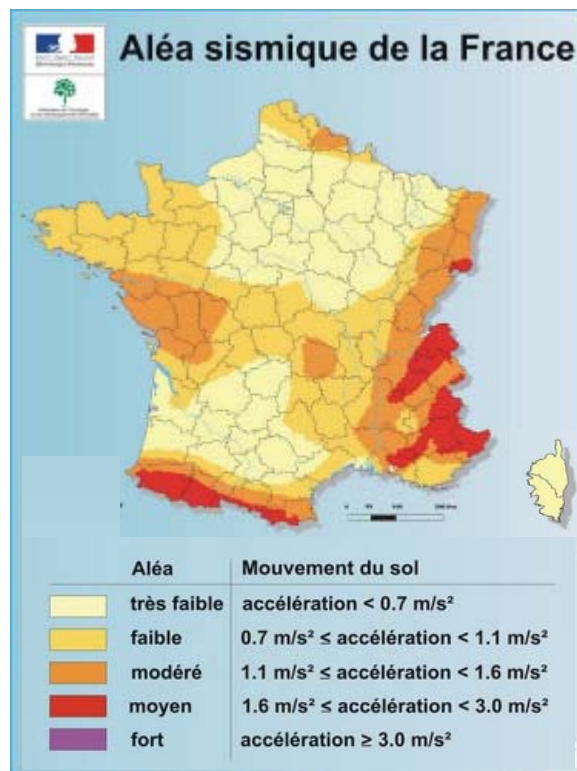 Aléa sismique de la France
Aléa Mouvement du sol
très faible accélération < 0.7 m/s²
faible 0.7 m/s² ≤ accélération < 1.1 m/s²
modéré 1.1 m/s² ≤ accélération < 1.6 m/s²
moyen 1.6 m/s² ≤ accélération < 3.0 m/s²
fort accélération ≥ 3.0 m/s²